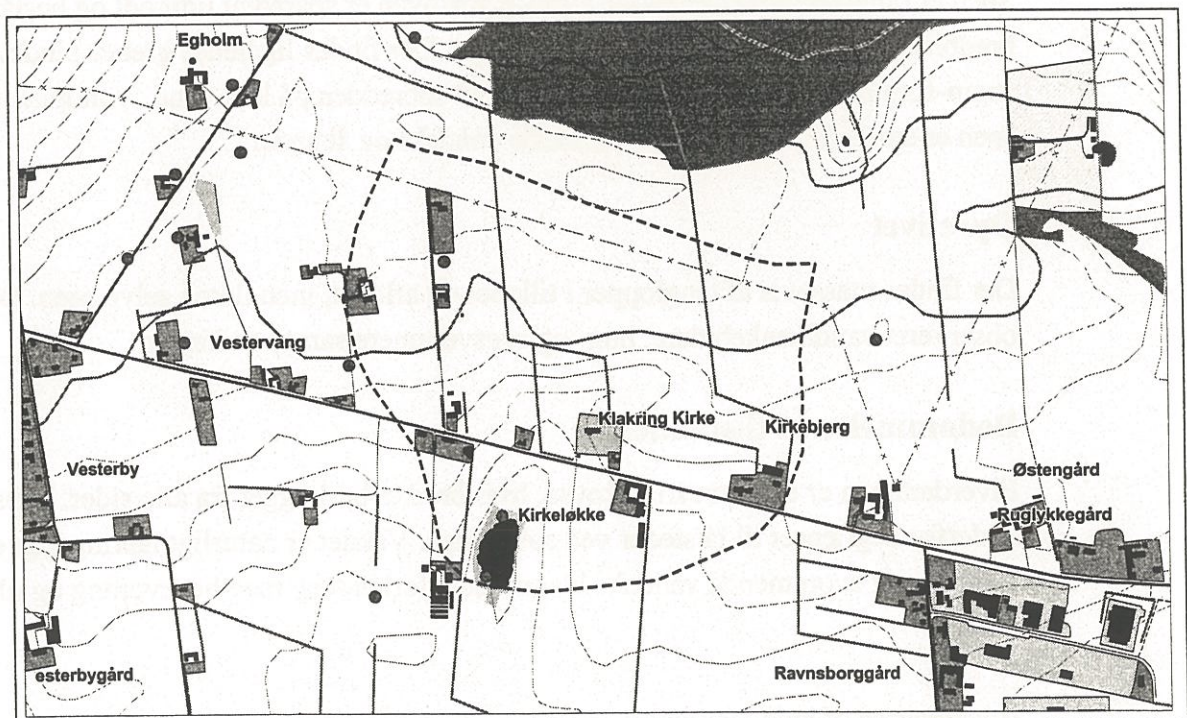 Egholm
Vestervang
Klakring Kirke
Kirkebjerg
Vesterby
Østengård
Ruglykkegård
Kirkeløkke
esterbygård
Ravnsborggård